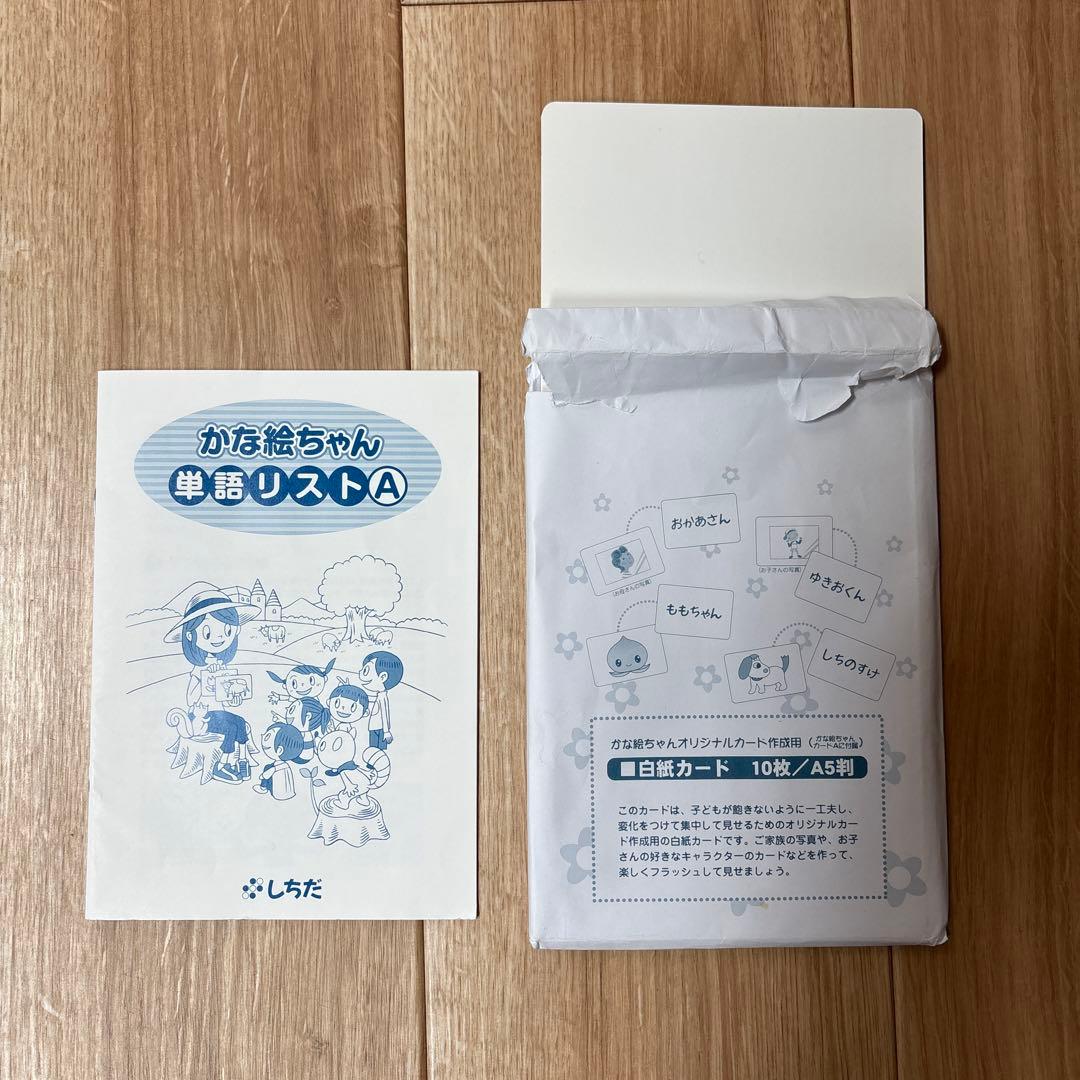 かな絵ちゃん
単語リストA
しちだ
おかあさん
(お母さんの写真)
(お子さんの写真)
ゆきおくん
ももちゃん
しちのすけ
かな絵ちゃんオリジナルカード作成用(かな絵ちゃんカードAに付属)
■白紙カード 10枚/A5判
このカードは、子どもが飽きないように一工夫し、
変化をつけて集中して見せるためのオリジナルカー
ド作成用の白紙カードです。ご家族の写真や、お子
さんの好きなキャラクターのカードなどを作って、
楽しくフラッシュして見せましょう。